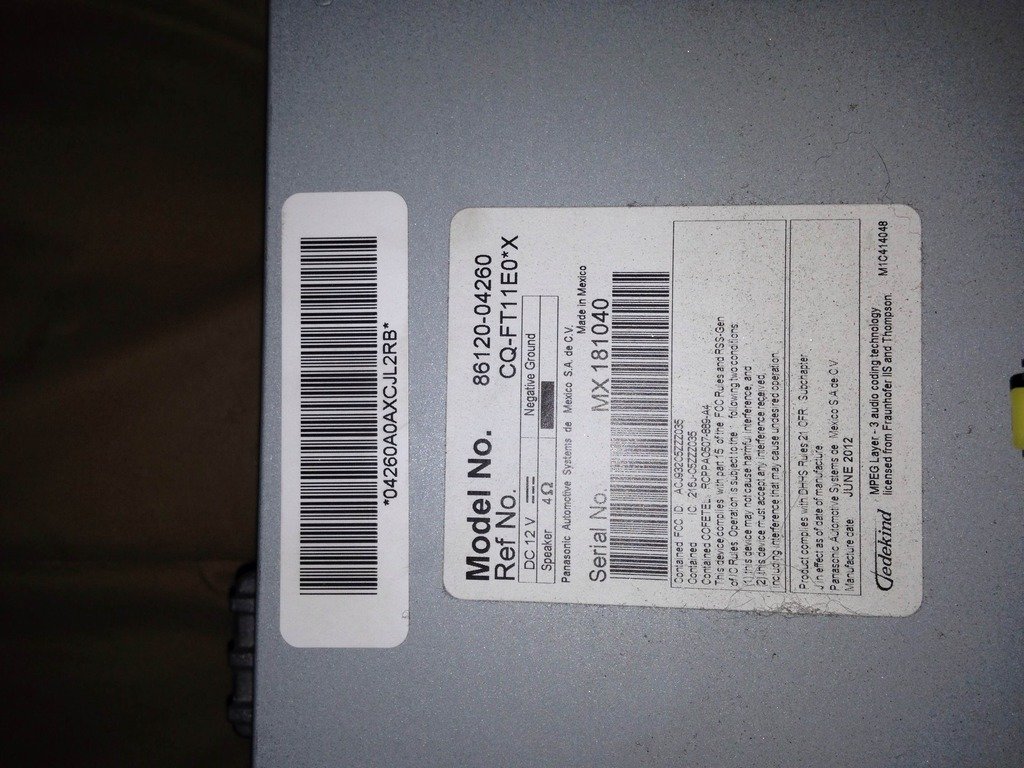 *04260A0AXCJL2RB*
Model No. 86120-04260
Ref No. CQ-FT11E0*X
DC 12 V Negative Ground
Speaker 4Ω
Panasonic Automotive Systems de Mexico S.A. de C.V.
Made in Mexico
Serial No. MX 181040
Contained FCC ID ACJ932C5ZZZ035
Contained IC: 216J-C5ZZZ035
Contained COFETEL: RCPPA0507-689-A4
This device complies with part 15 of the FCC Rules and RSS-Gen
of IC Rules. Operation is subject to the following two conditions:
(1) this device may not cause harmful interference, and
(2) this device must accept any interference received,
including interference that may cause undesired operation.
Product complies with DHHS Rules 21 CFR Subchapter
J in effect as of date of manufacture
Panasonic Automotive Systems de Mexico S.A. de C.V.
Manufacture date: JUNE 2012
Dedekind
MPEG Layer - 3 audio coding technology
licensed from Fraunhofer IIS and Thompson. M1C414048